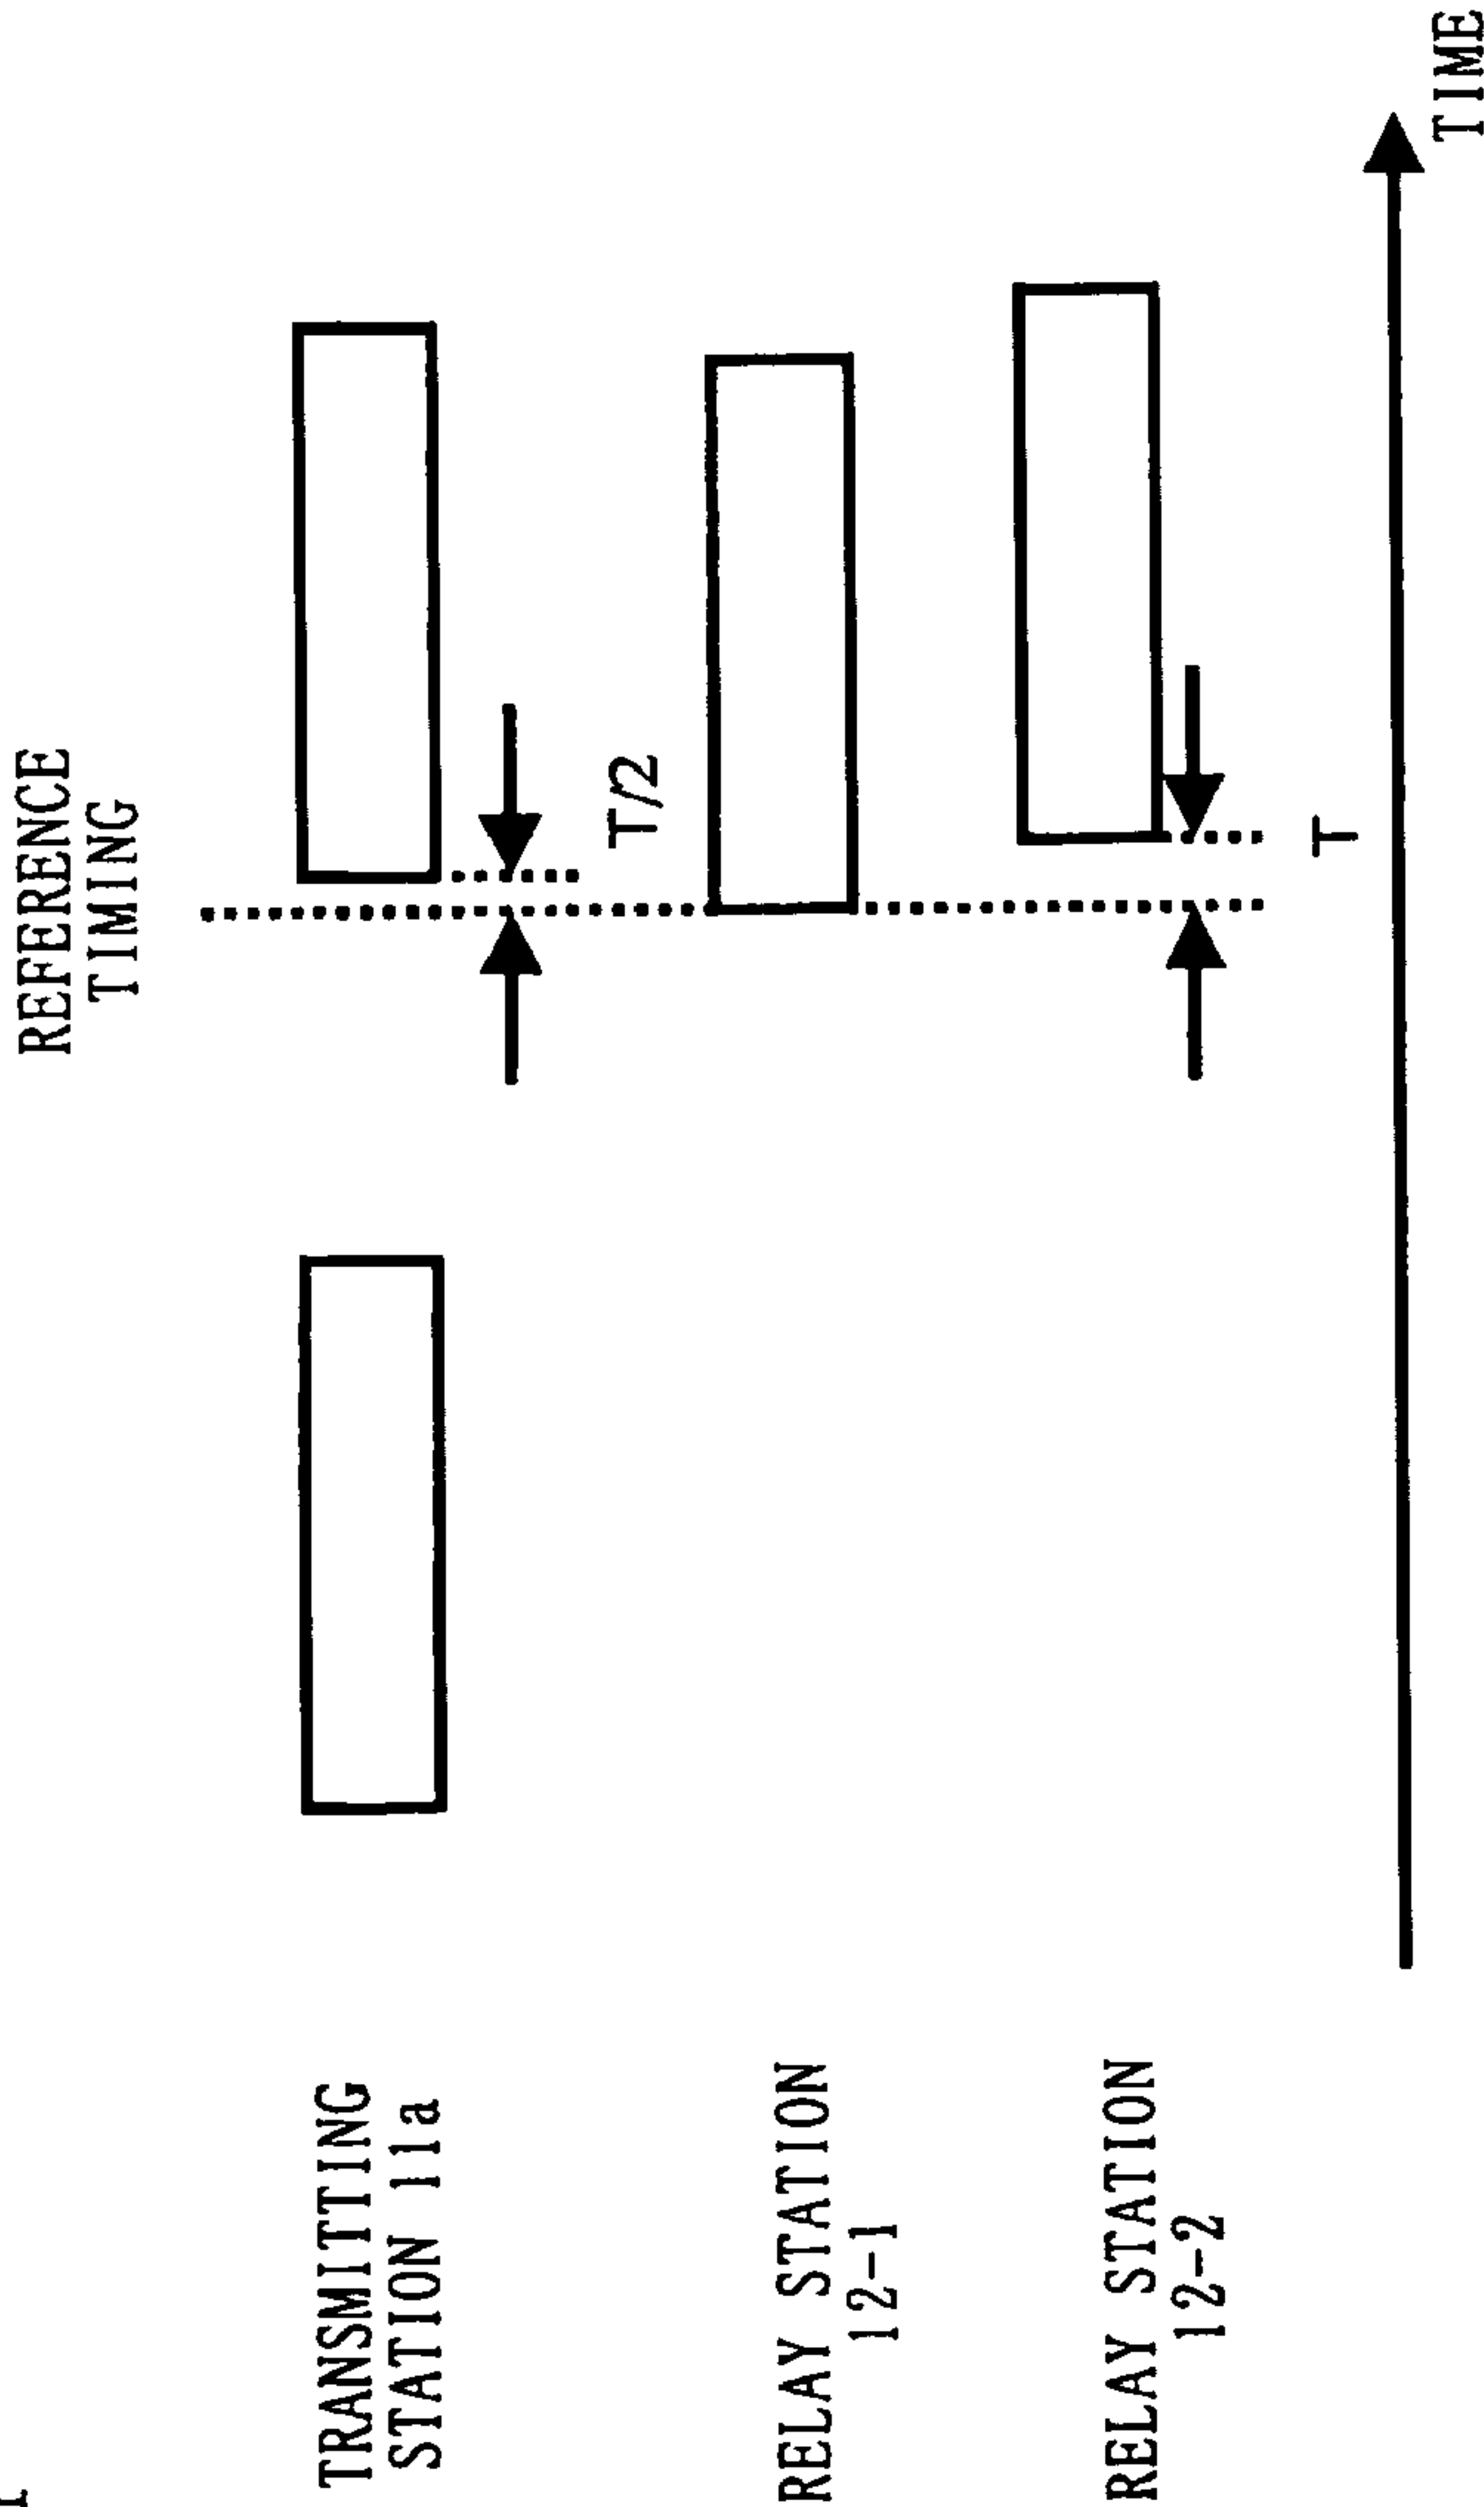 REFERENCE
TIMING
TRANSMITTING
STATION 11a
T/2
RELAY STATION
12-1
RELAY STATION
12-2
T
TIME